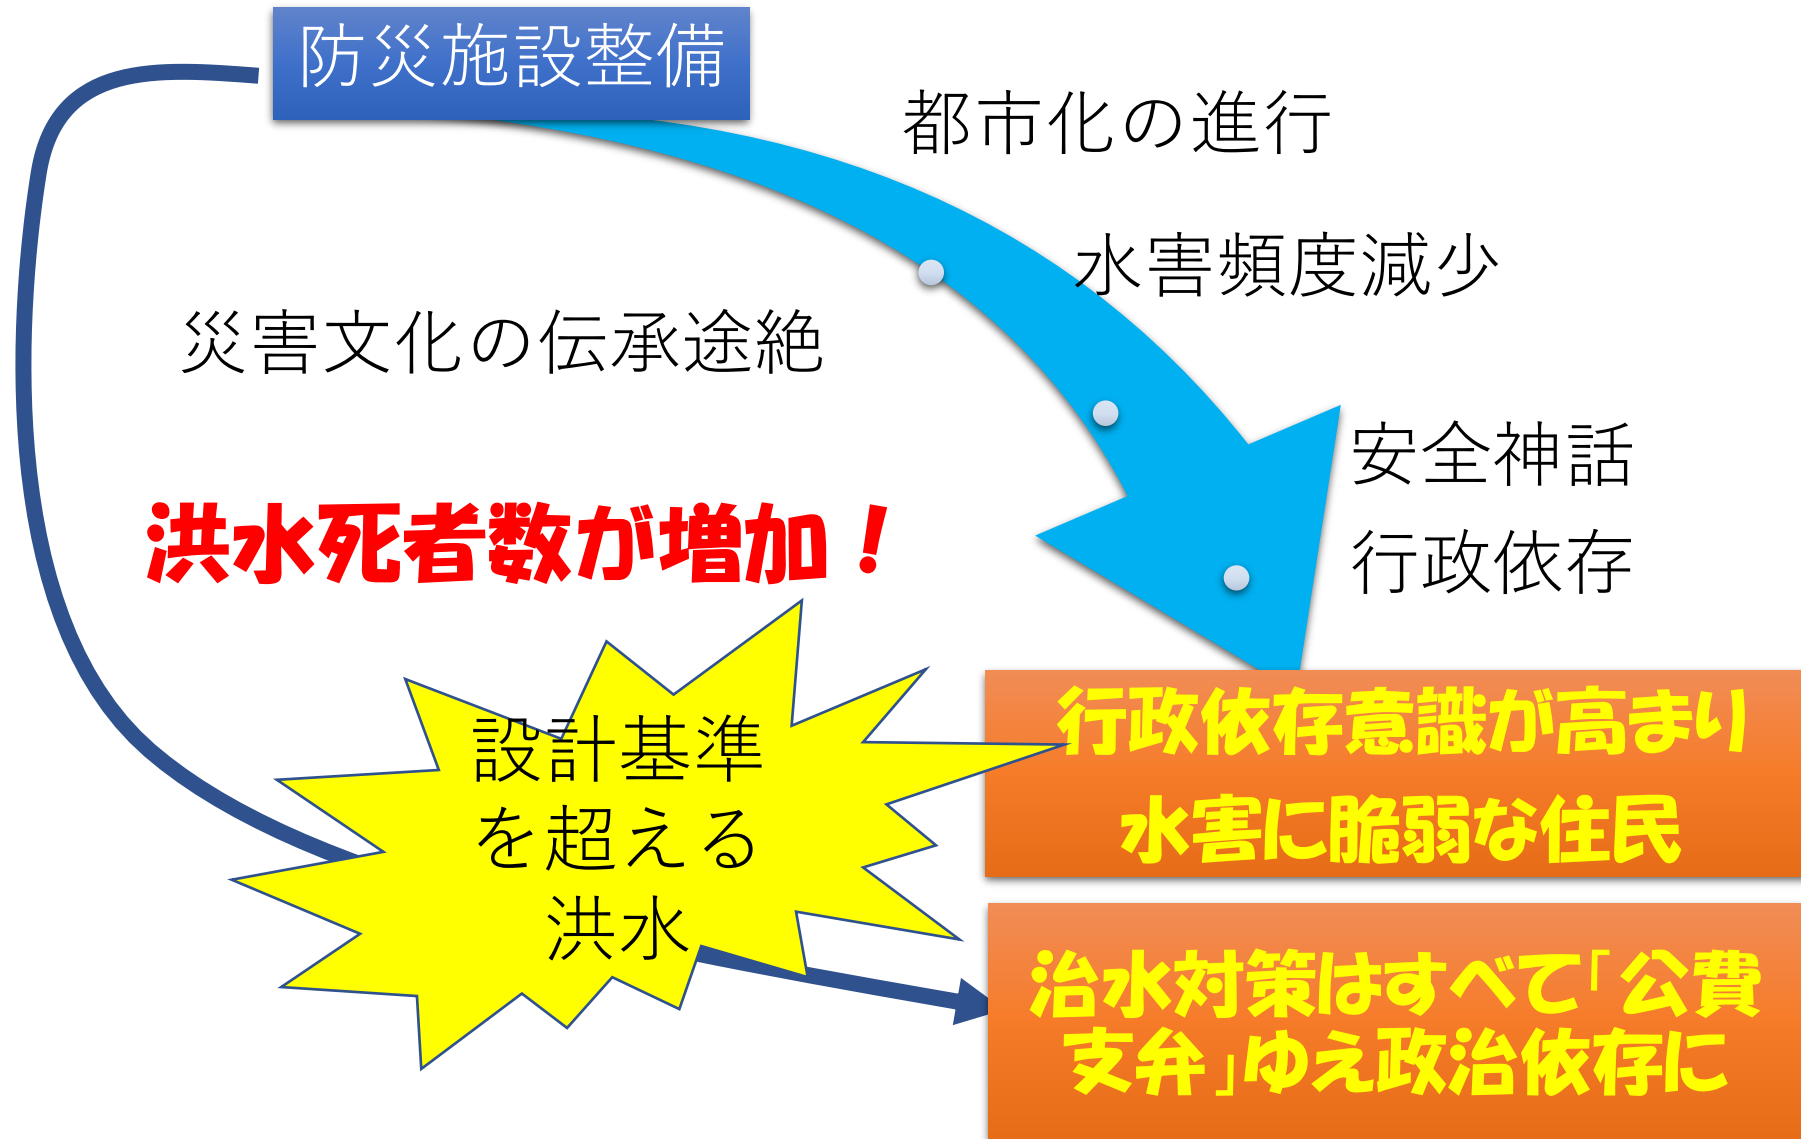 防災施設整備
都市化の進行
水害頻度減少
災害文化の伝承途絶
安全神話
行政依存
洪水死者数が増加！
設計基準
を超える
洪水
行政依存意識が高まり
水害に脆弱な住民
治水対策はすべて「公費
支弁」ゆえ政治依存に